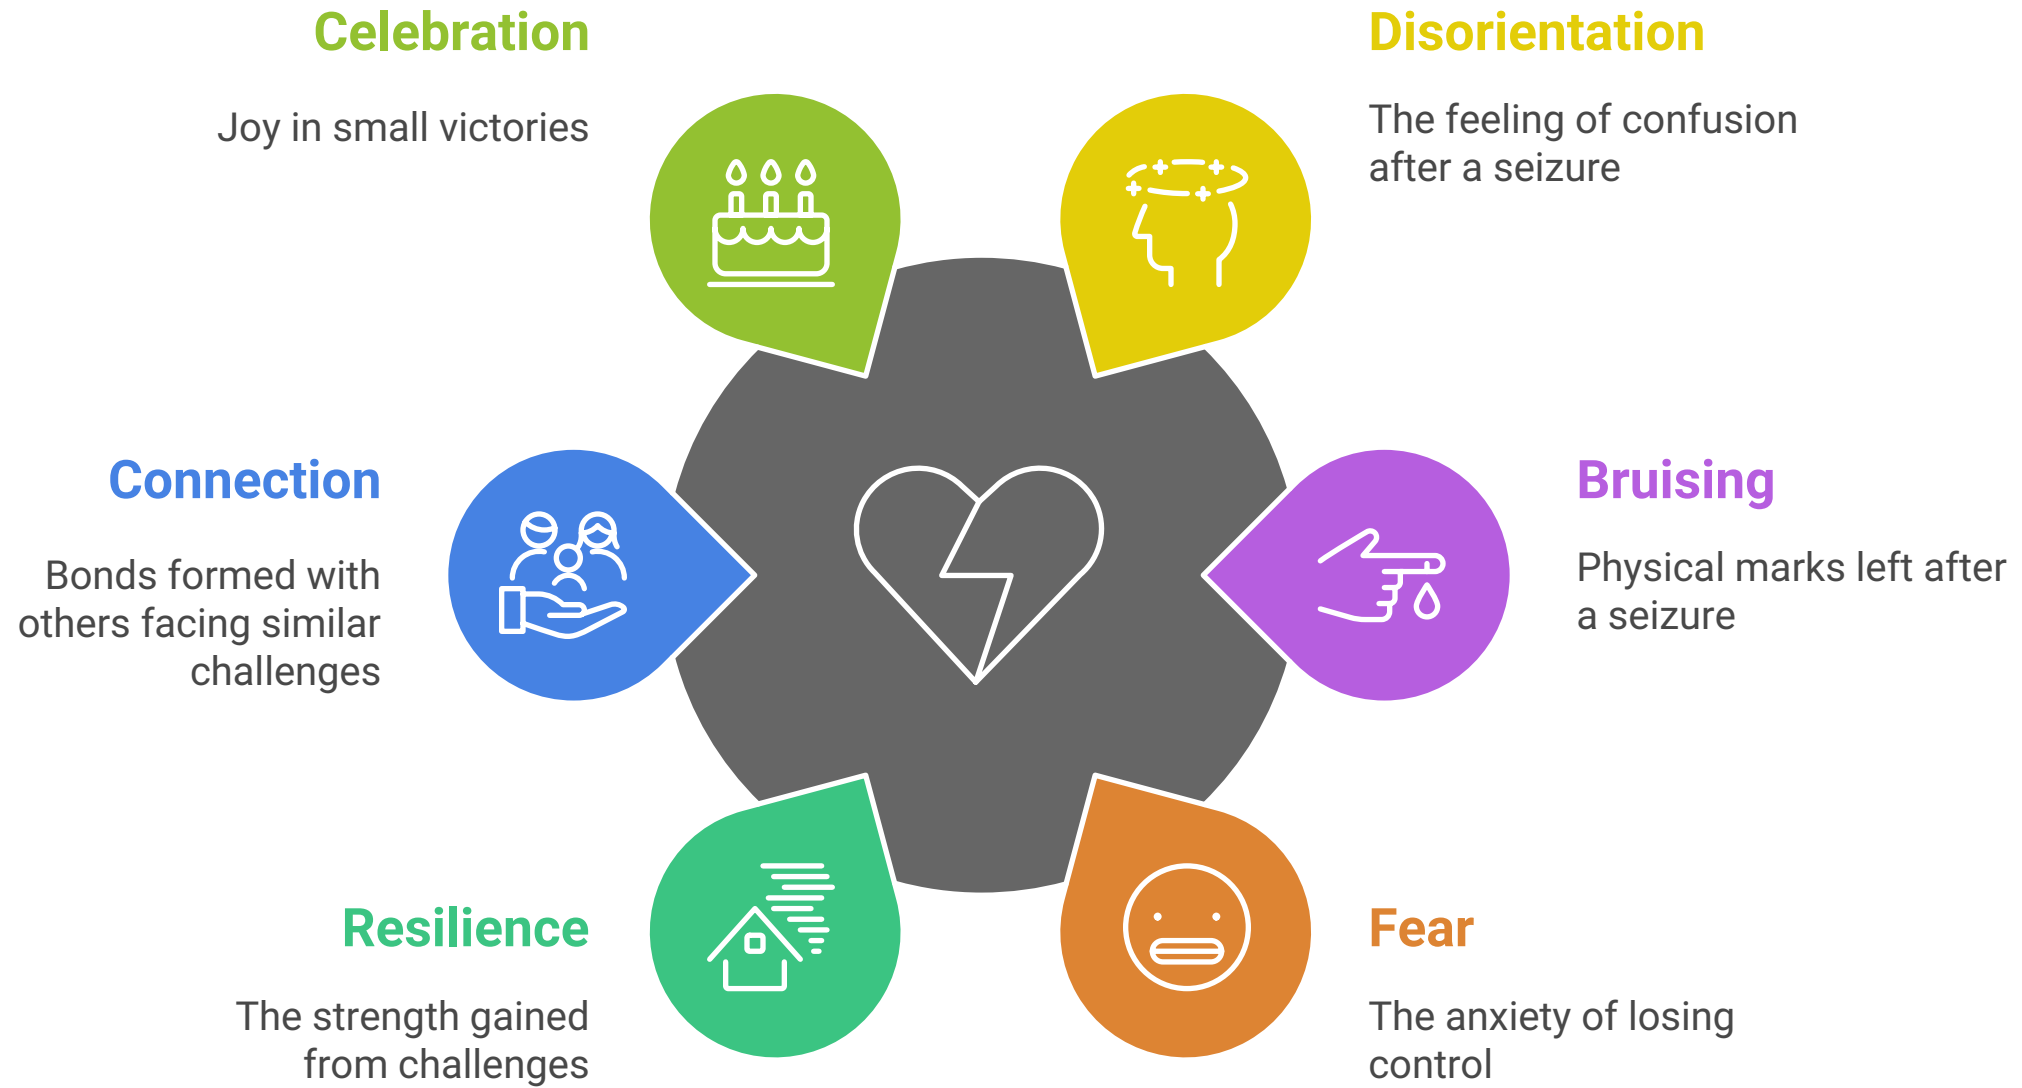 Celebration
Joy in small victories
Disorientation
The feeling of confusion
after a seizure
Connection
Bonds formed with
others facing similar
challenges
Bruising
Physical marks left after
a seizure
Resilience
The strength gained
from challenges
Fear
The anxiety of losing
control